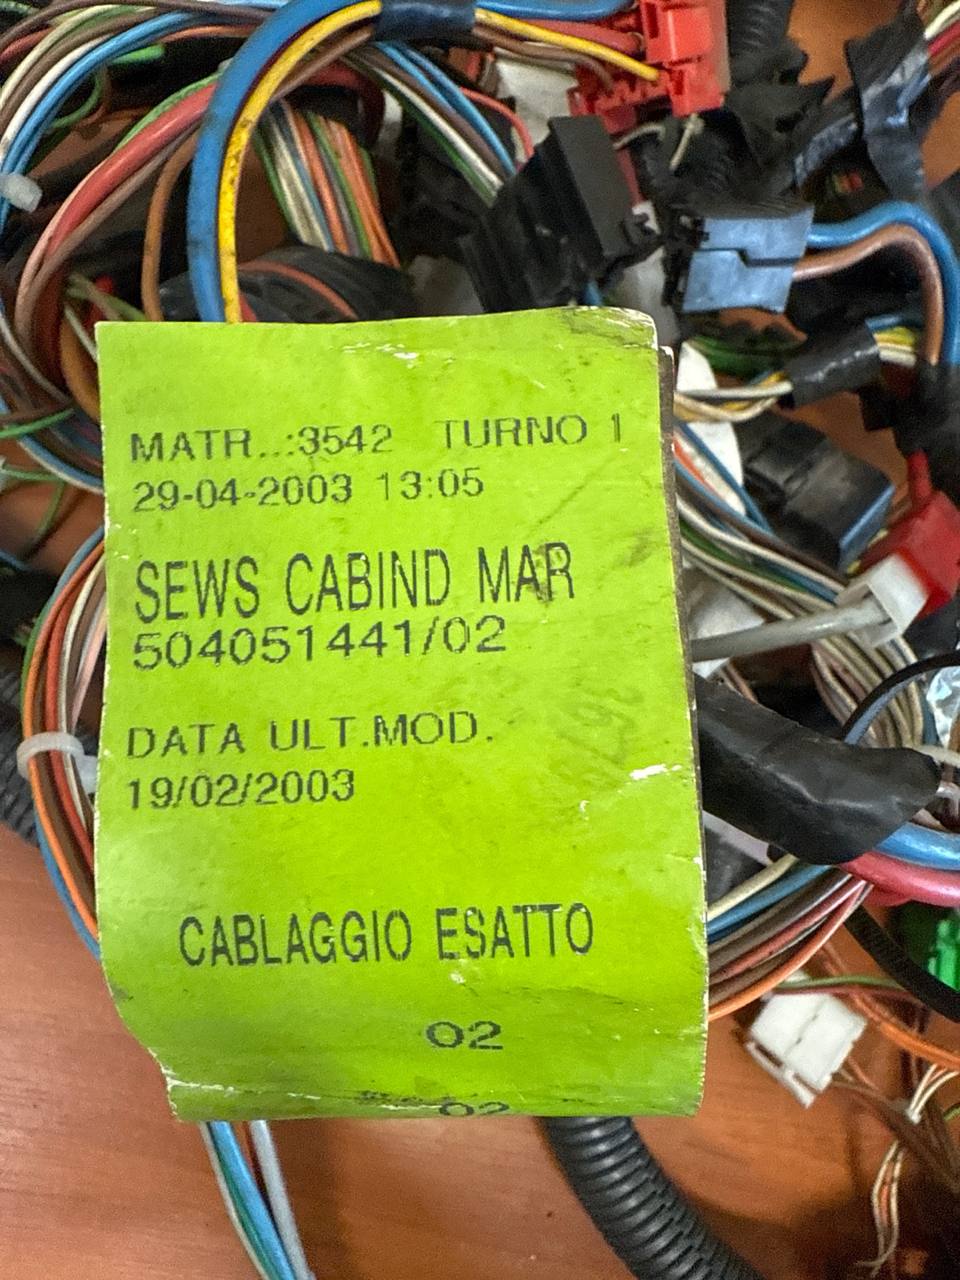 MATR..:3542 TURNO 1
29-04-2003 13:05
SEWS CABIND MAR
504051441/02
DATA ULT.MOD.
19/02/2003
CABLAGGIO ESATTO
02
02